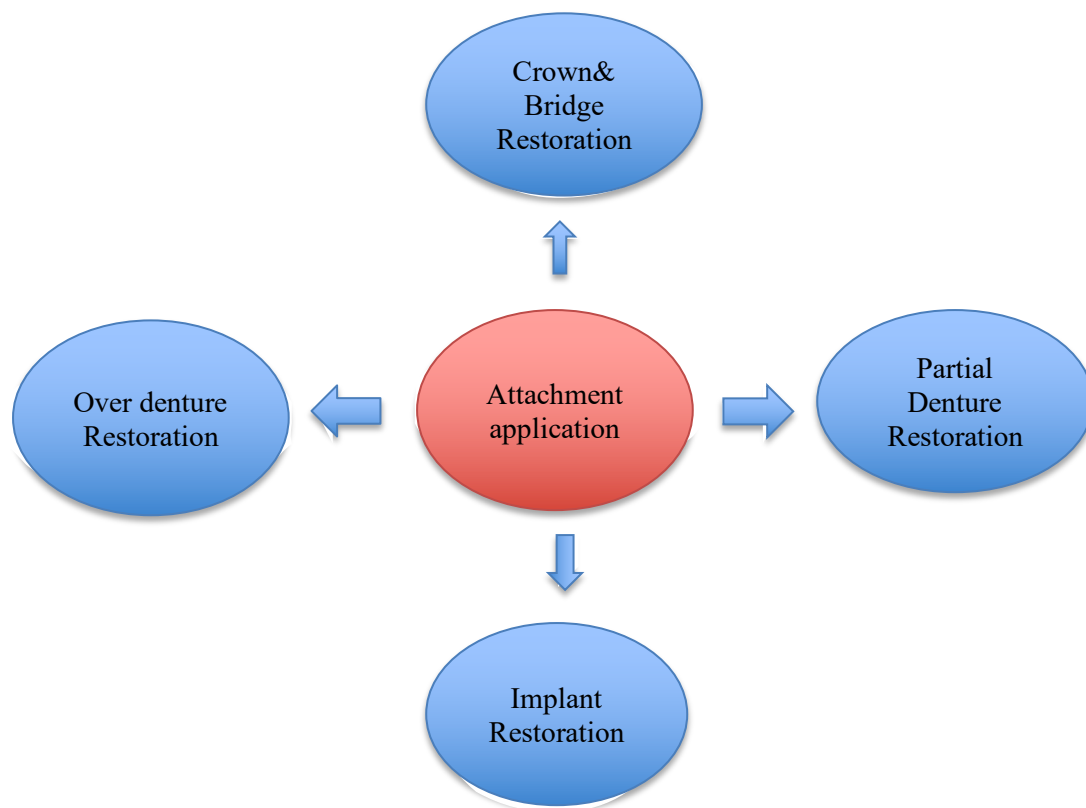 Crown&
Bridge
Restoration
Over denture
Restoration
Attachment
application
Partial
Denture
Restoration
Implant
Restoration